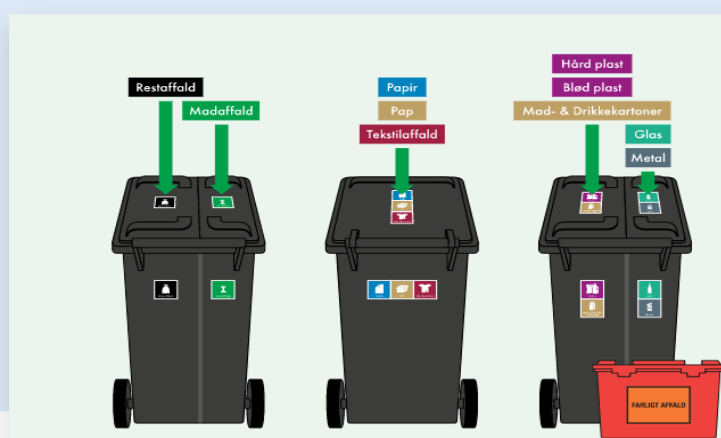 Restaffald
Madaffald
Papir
Pap
Tekstilaffald
Hård plast
Blød plast
Mad- & Drikkekartoner
Glas
Metal
FARLIGT AFFALD